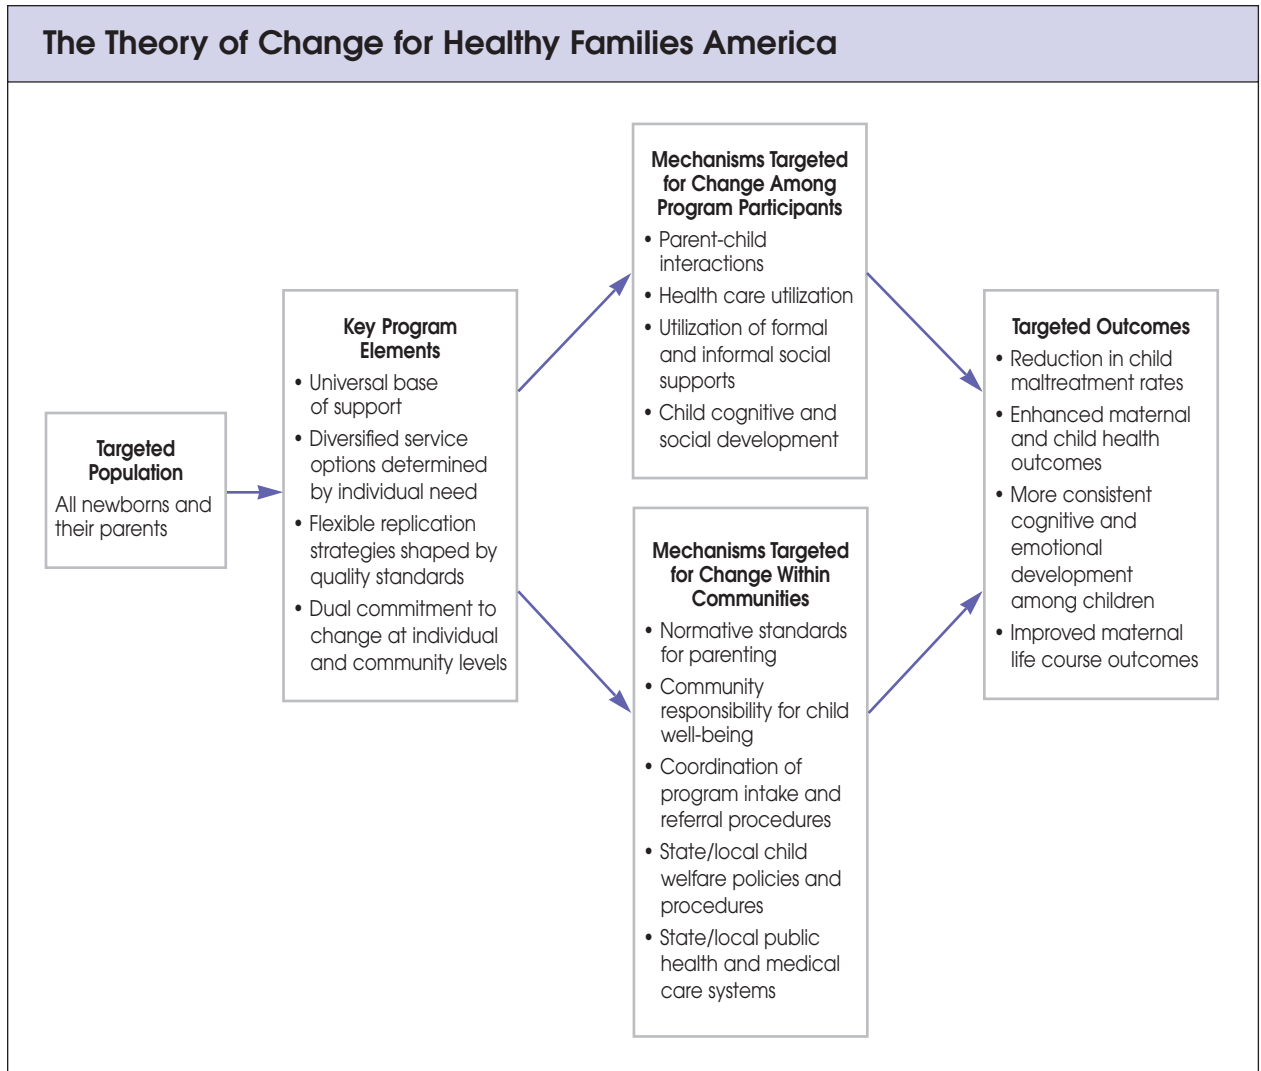 The Theory of Change for Healthy Families America
Targeted
Population
All newborns and
their parents
Key Program
Elements
• Universal base
of support
• Diversified service
options determined
by individual need
• Flexible replication
strategies shaped by
quality standards
• Dual commitment to
change at individual
and community levels
Mechanisms Targeted
for Change Among
Program Participants
• Parent-child
interactions
• Health care utilization
• Utilization of formal
and informal social
supports
• Child cognitive and
social development
Mechanisms Targeted
for Change Within
Communities
• Normative standards
for parenting
• Community
responsibility for child
well-being
• Coordination of
program intake and
referral procedures
• State/local child
welfare policies and
procedures
• State/local public
health and medical
care systems
Targeted Outcomes
• Reduction in child
maltreatment rates
• Enhanced maternal
and child health
outcomes
• More consistent
cognitive and
emotional
development
among children
• Improved maternal
life course outcomes